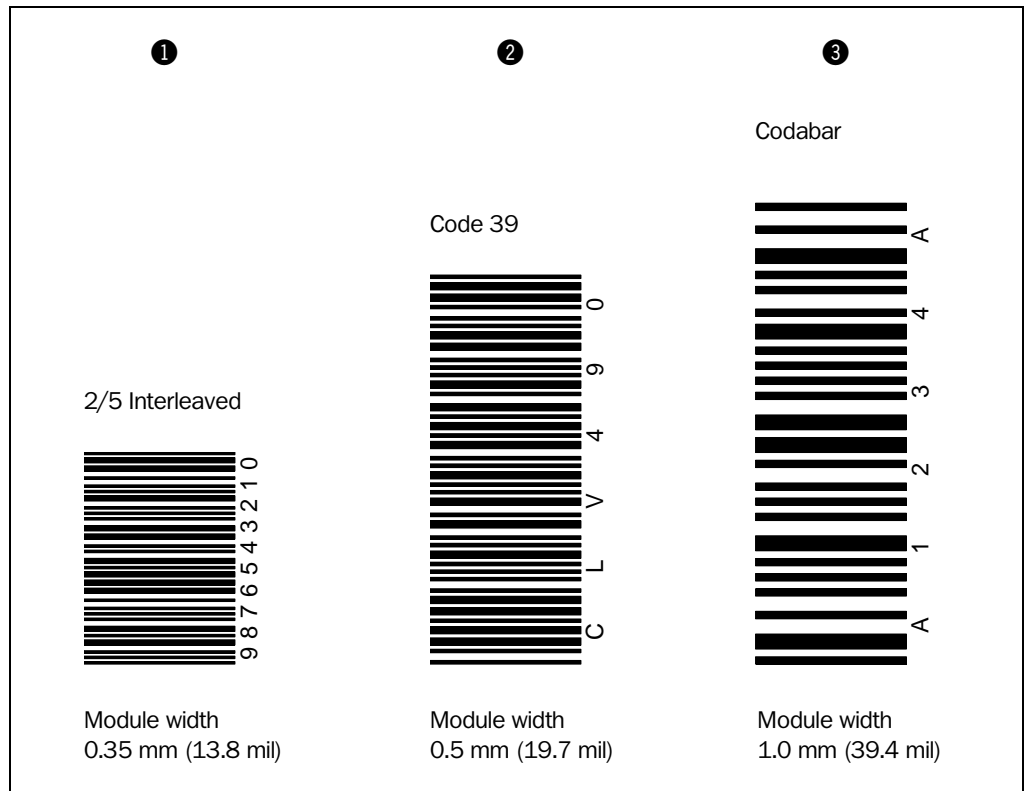 ❶
❷
❸
Codabar
Code 39
2/5 Interleaved
9876543210
CLV490
A1234A
Module width
0.35 mm (13.8 mil)
Module width
0.5 mm (19.7 mil)
Module width
1.0 mm (39.4 mil)